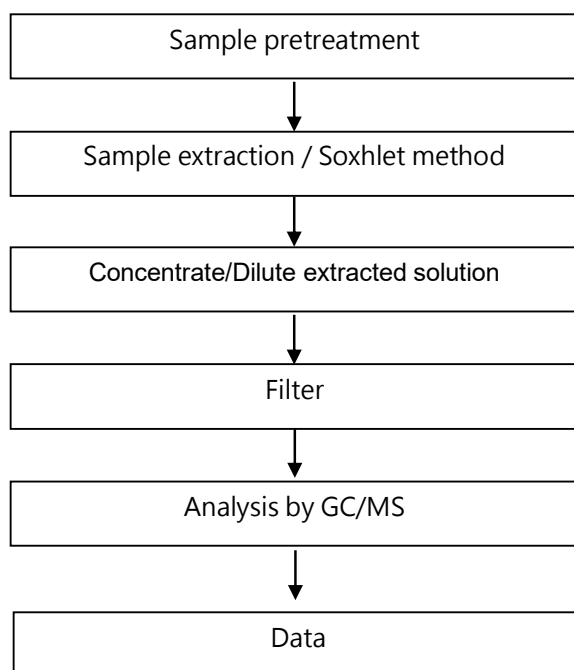 Sample pretreatment
Sample extraction / Soxhlet method
Concentrate/Dilute extracted solution
Filter
Analysis by GC/MS
Data